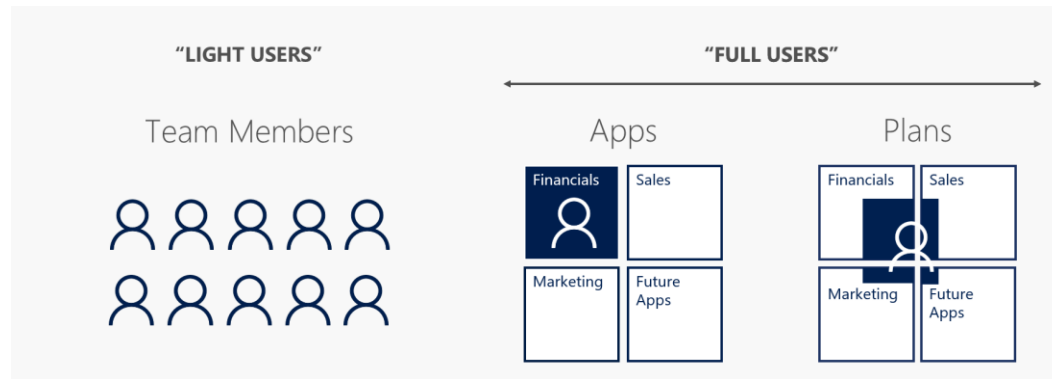 “LIGHT USERS”
“FULL USERS”
Team Members
Apps
Plans
Financials
Sales
Marketing
Future
Apps
Financials
Sales
Marketing
Future
Apps